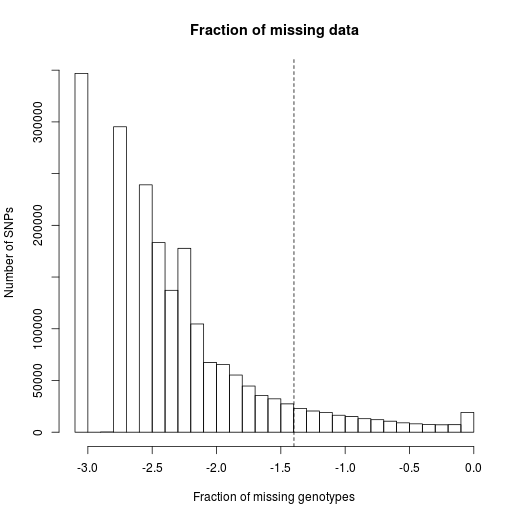 Fraction of missing data
Number of SNPs
300000
200000
100000
50000
0
-3.0 -2.5 -2.0 -1.5 -1.0 -0.5 0.0
Fraction of missing genotypes